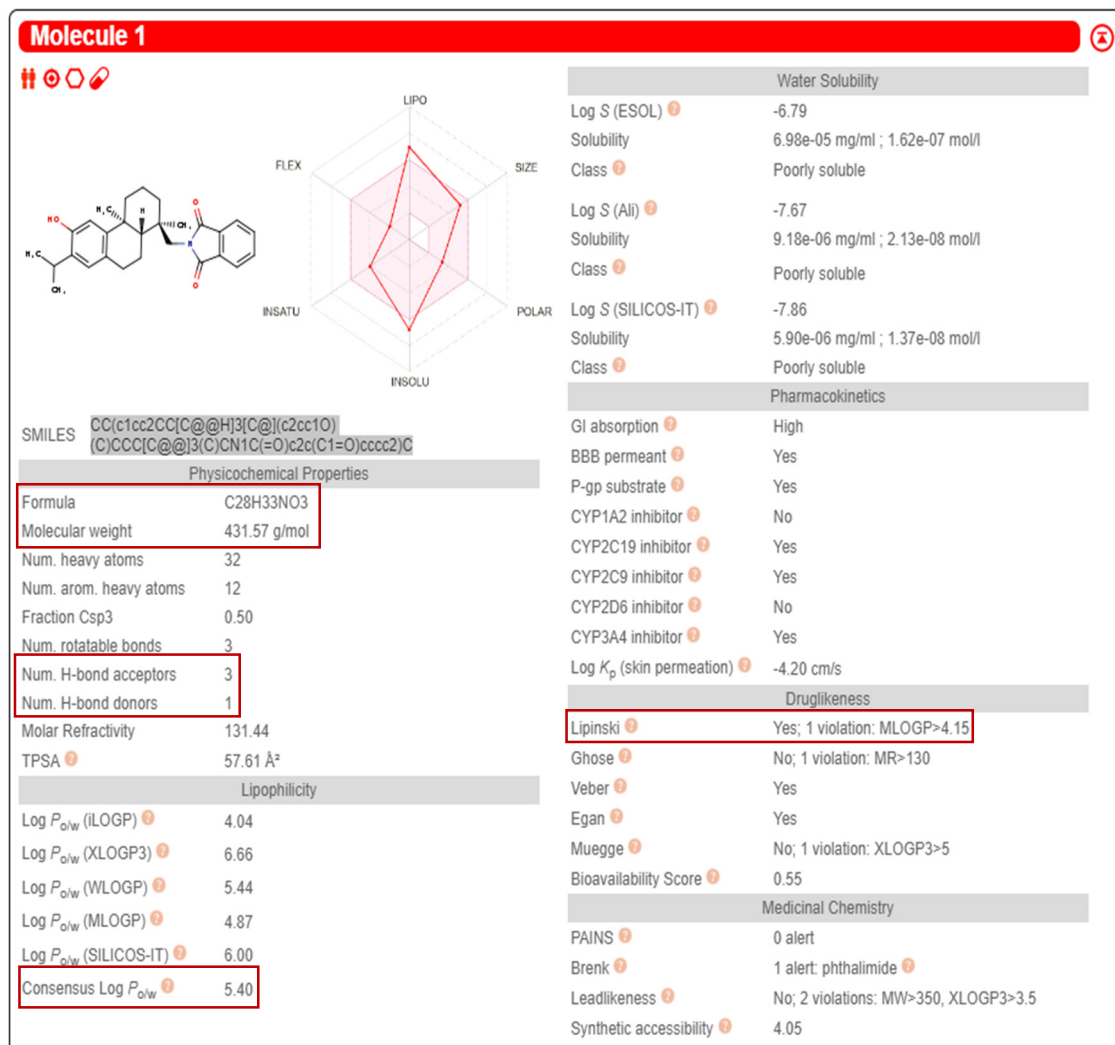 Molecule 1
LIPO
SIZE
POLAR
INSOLU
INSATU
FLEX
HO
H₃C
CH₃
H
H₃C
CH₃
N
O
O
SMILES CC(c1cc2CC[C@@H]3[C@](c2cc1O)
(C)CCC[C@@]3(C)CN1C(=O)c2c(C1=O)cccc2)C
Physicochemical Properties
Formula C28H33NO3
Molecular weight 431.57 g/mol
Num. heavy atoms 32
Num. arom. heavy atoms 12
Fraction Csp3 0.50
Num. rotatable bonds 3
Num. H-bond acceptors 3
Num. H-bond donors 1
Molar Refractivity 131.44
TPSA ? 57.61 Å²
Lipophilicity
Log Po/w (iLOGP) ? 4.04
Log Po/w (XLOGP3) ? 6.66
Log Po/w (WLOGP) ? 5.44
Log Po/w (MLOGP) ? 4.87
Log Po/w (SILICOS-IT) ? 6.00
Consensus Log Po/w ? 5.40
Water Solubility
Log S (ESOL) ? -6.79
Solubility 6.98e-05 mg/ml ; 1.62e-07 mol/l
Class ? Poorly soluble
Log S (Ali) ? -7.67
Solubility 9.18e-06 mg/ml ; 2.13e-08 mol/l
Class ? Poorly soluble
Log S (SILICOS-IT) ? -7.86
Solubility 5.90e-06 mg/ml ; 1.37e-08 mol/l
Class ? Poorly soluble
Pharmacokinetics
GI absorption ? High
BBB permeant ? Yes
P-gp substrate ? Yes
CYP1A2 inhibitor ? No
CYP2C19 inhibitor ? Yes
CYP2C9 inhibitor ? Yes
CYP2D6 inhibitor ? No
CYP3A4 inhibitor ? Yes
Log Kp (skin permeation) ? -4.20 cm/s
Druglikeness
Lipinski ? Yes; 1 violation: MLOGP>4.15
Ghose ? No; 1 violation: MR>130
Veber ? Yes
Egan ? Yes
Muegge ? No; 1 violation: XLOGP3>5
Bioavailability Score ? 0.55
Medicinal Chemistry
PAINS ? 0 alert
Brenk ? 1 alert: phthalimide ?
Leadlikeness ? No; 2 violations: MW>350, XLOGP3>3.5
Synthetic accessibility ? 4.05